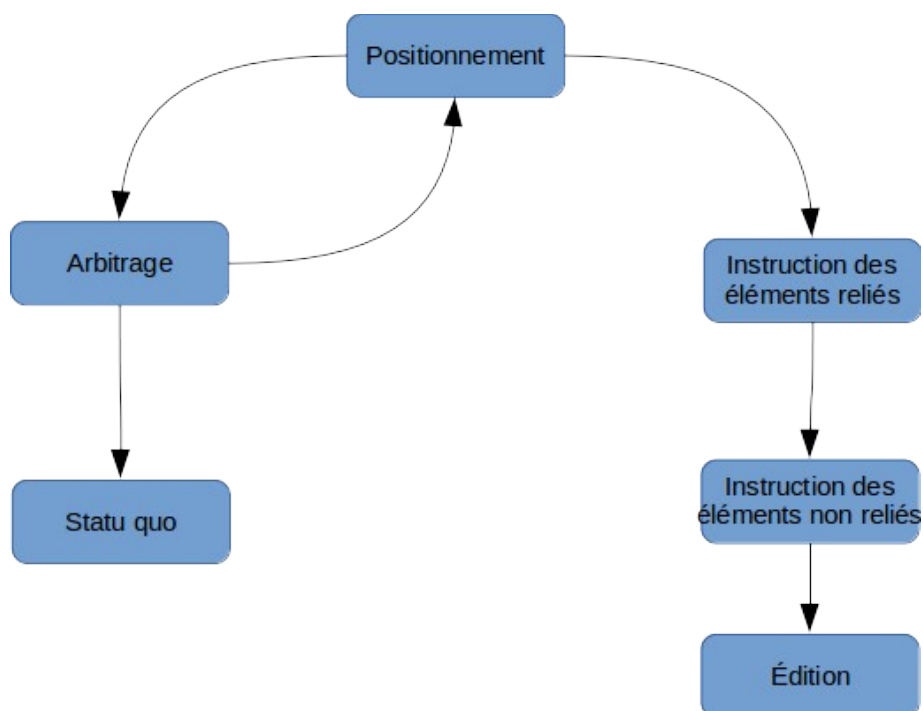 Positionnement
Arbitrage
Instruction des
éléments reliés
Statu quo
Instruction des
éléments non reliés
Édition